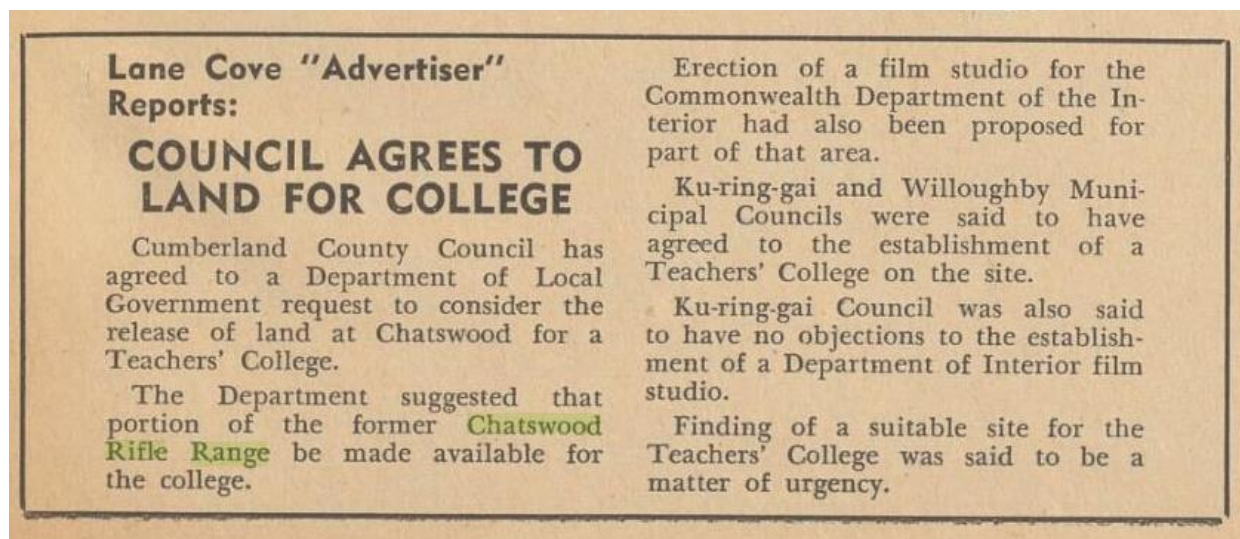 Lane Cove "Advertiser"
Reports:
COUNCIL AGREES TO
LAND FOR COLLEGE
Cumberland County Council has
agreed to a Department of Local
Government request to consider the
release of land at Chatswood for a
Teachers' College.
The Department suggested that
portion of the former Chatswood
Rifle Range be made available for
the college.
Erection of a film studio for the
Commonwealth Department of the In-
terior had also been proposed for
part of that area.
Ku-ring-gai and Willoughby Muni-
cipal Councils were said to have
agreed to the establishment of a
Teachers' College on the site.
Ku-ring-gai Council was also said
to have no objections to the establish-
ment of a Department of Interior film
studio.
Finding of a suitable site for the
Teachers' College was said to be a
matter of urgency.